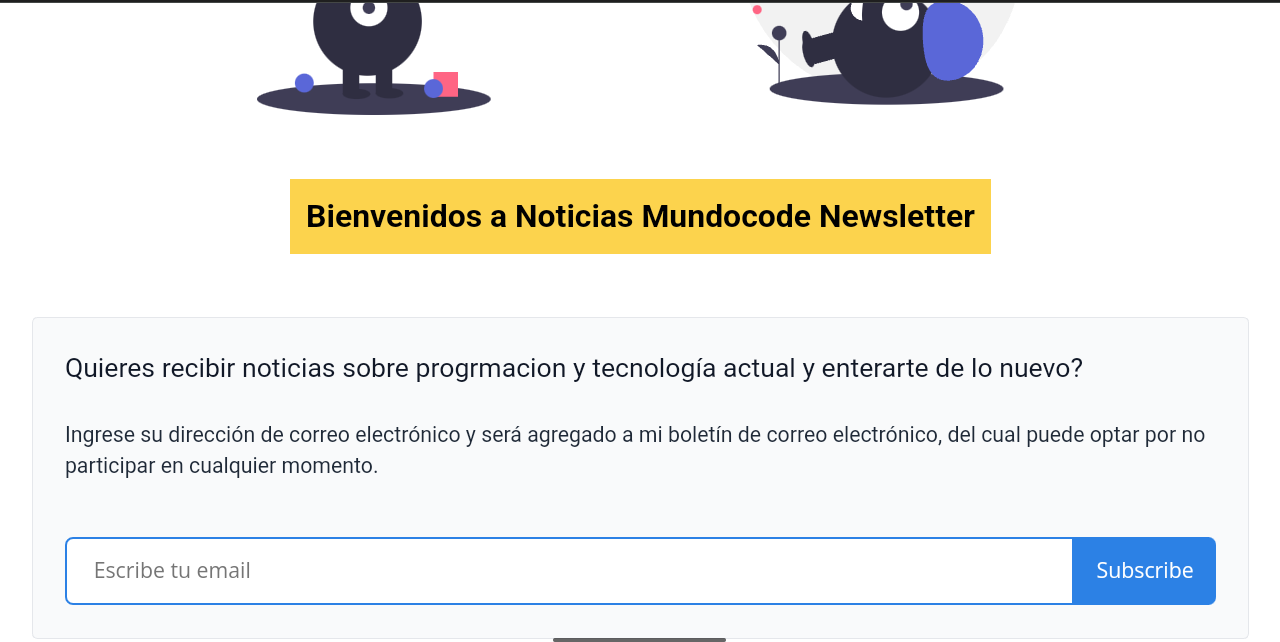 Bienvenidos a Noticias Mundocode Newsletter
Quieres recibir noticias sobre progrmacion y tecnología actual y enterarte de lo nuevo?
Ingrese su dirección de correo electrónico y será agregado a mi boletín de correo electrónico, del cual puede optar por no
participar en cualquier momento.
Escribe tu email
Subscribe